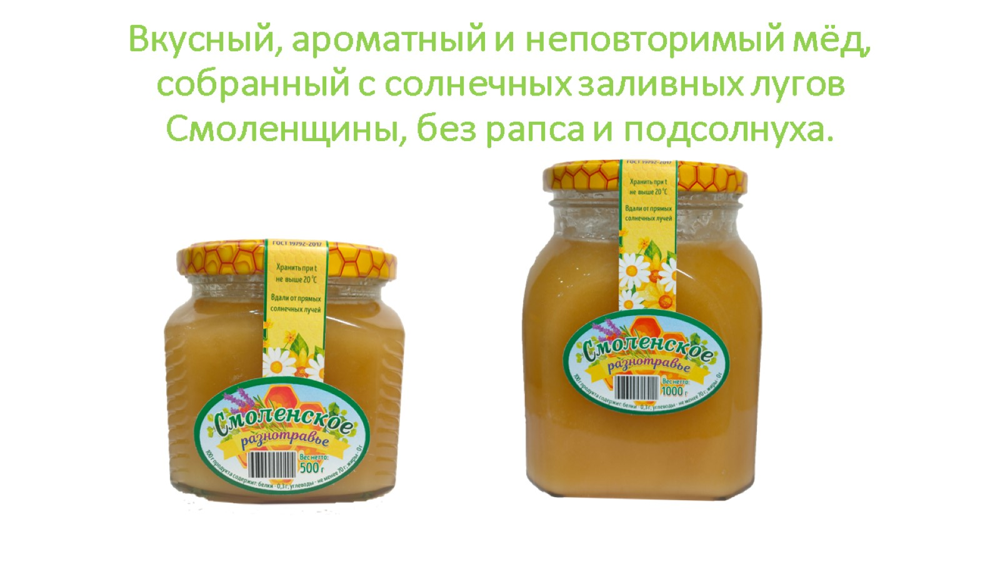 Вкусный, ароматный и неповторимый мёд,
собранный с солнечных заливных лугов
Смоленщины, без рапса и подсолнуха.
ГОСТ 19792-2017
Хранить при t
не выше 20 °С
Вдали от прямых
солнечных лучей
Смоленское
разнотравье
Вес нетто:
500 г
100 г продукта содержит: белки - 0,3 г, углеводы - не менее 70 г, жиры - 0 г
ГОСТ 19792-2017
Хранить при t
не выше 20 °С
Вдали от прямых
солнечных лучей
Смоленское
разнотравье
Вес нетто:
1000 г
100 г продукта содержит: белки - 0,3 г, углеводы - не менее 70 г, жиры - 0 г